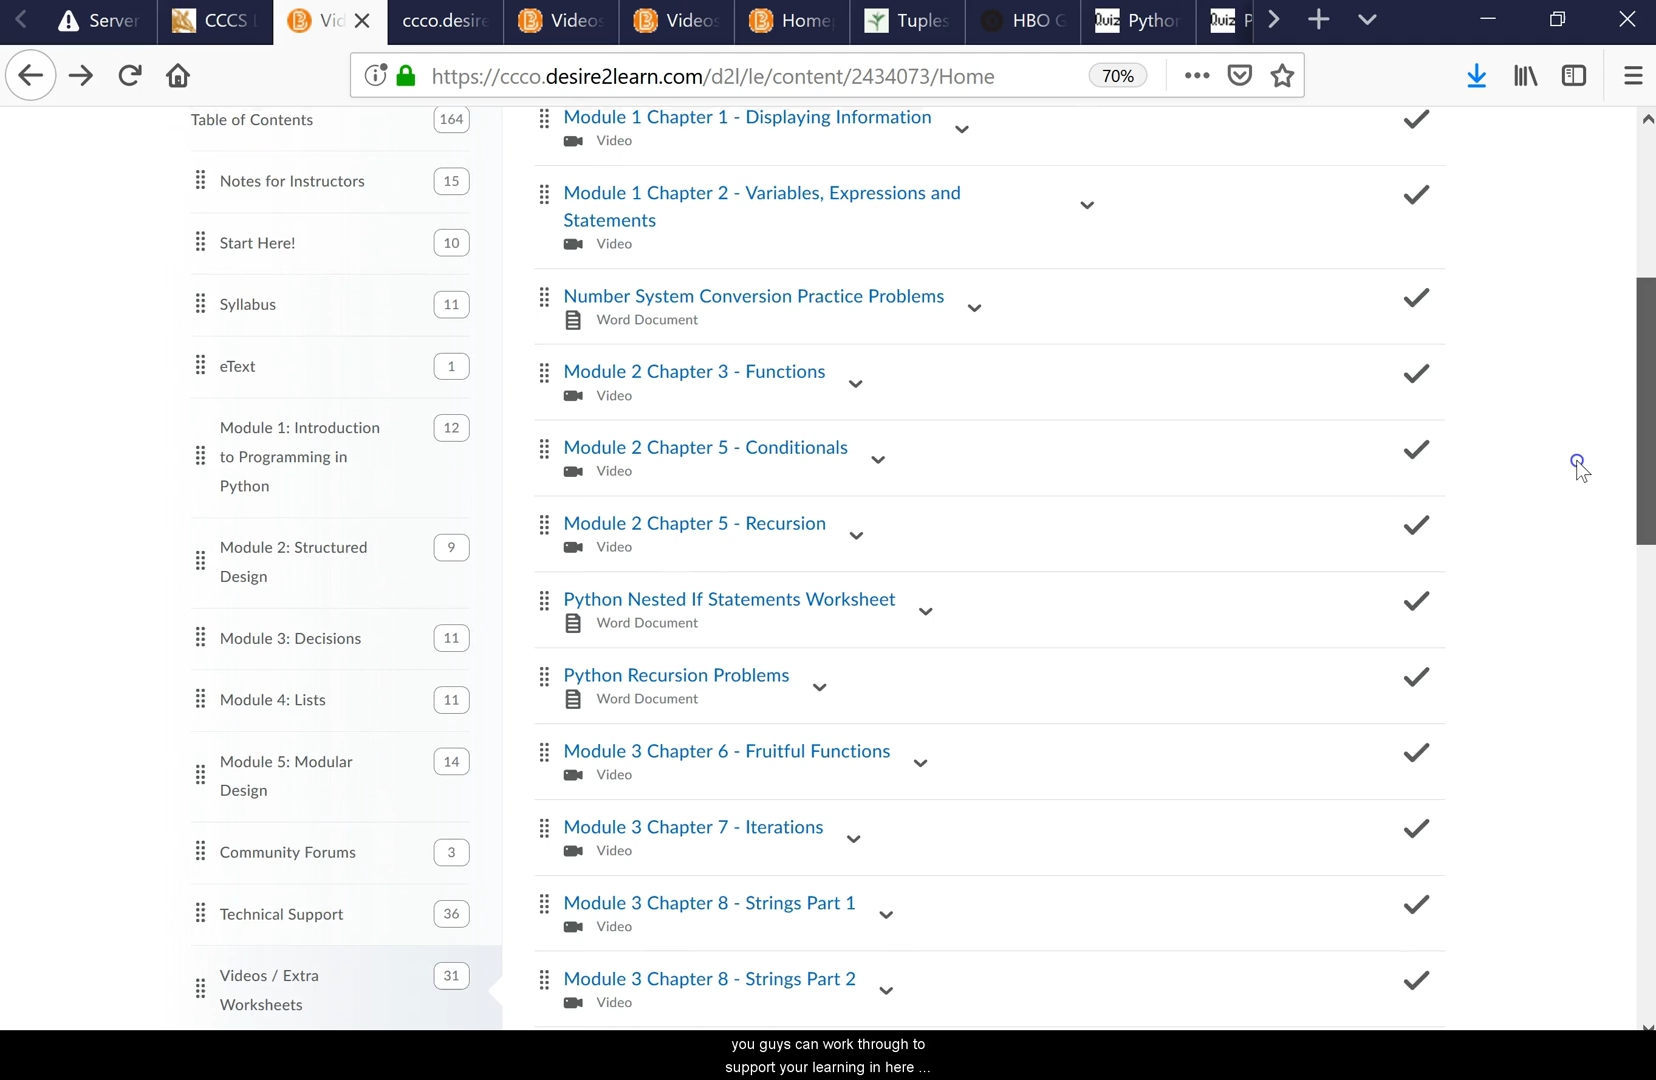 Server
CCCS L
Vid
ccco.desire
Videos
Videos
Home
Tuples
HBO G
Quiz Python
Quiz P
https://ccco.desire2learn.com/d2l/le/content/2434073/Home
70%
Table of Contents 164
Notes for Instructors 15
Start Here! 10
Syllabus 11
eText 1
Module 1: Introduction 12
to Programming in
Python
Module 2: Structured 9
Design
Module 3: Decisions 11
Module 4: Lists 11
Module 5: Modular 14
Design
Community Forums 3
Technical Support 36
Videos / Extra 31
Worksheets
Module 1 Chapter 1 - Displaying Information
Video
Module 1 Chapter 2 - Variables, Expressions and
Statements
Video
Number System Conversion Practice Problems
Word Document
Module 2 Chapter 3 - Functions
Video
Module 2 Chapter 5 - Conditionals
Video
Module 2 Chapter 5 - Recursion
Video
Python Nested If Statements Worksheet
Word Document
Python Recursion Problems
Word Document
Module 3 Chapter 6 - Fruitful Functions
Video
Module 3 Chapter 7 - Iterations
Video
Module 3 Chapter 8 - Strings Part 1
Video
Module 3 Chapter 8 - Strings Part 2
Video
you guys can work through to
support your learning in here ...